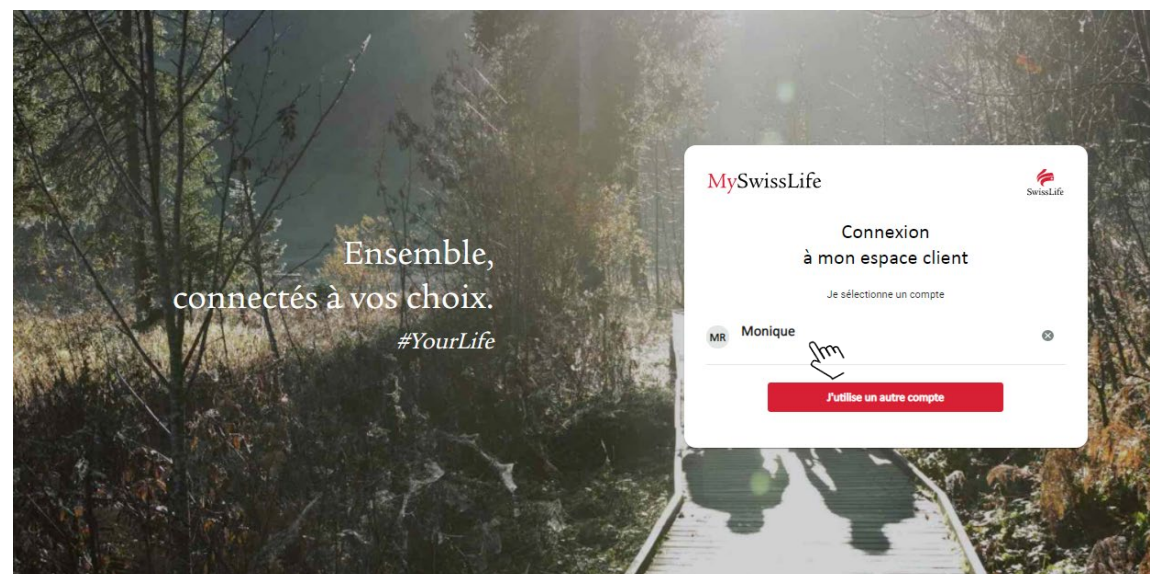 Ensemble,
connectés à vos choix.
#YourLife
MySwissLife
SwissLife
Connexion
à mon espace client
Je sélectionne un compte
MR
Monique
J'utilise un autre compte